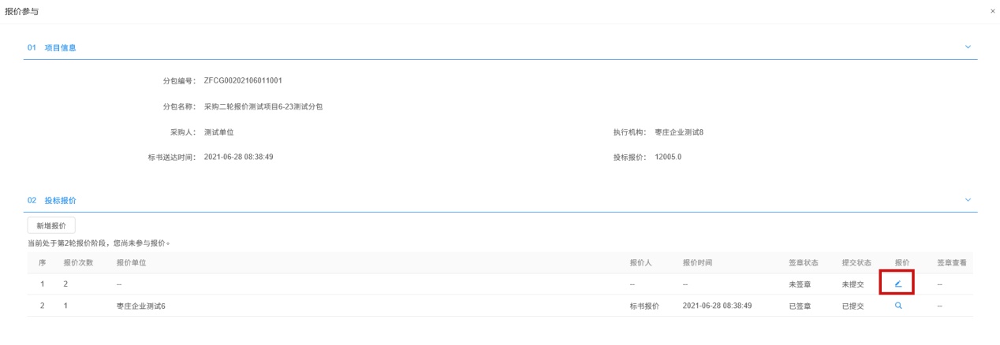 报价参与 ×
01 项目信息
分包编号： ZFCG00202106011001
分包名称： 采购二轮报价测试项目6-23测试分包
采购人： 测试单位 执行机构： 枣庄企业测试8
标书送达时间： 2021-06-28 08:38:49 投标报价： 12005.0
02 投标报价
新增报价
当前处于第2轮报价阶段，您尚未参与报价。
序 报价次数 报价单位 报价人 报价时间 签章状态 提交状态 报价 签章查看
1 2 -- -- -- 未签章 未提交 --
2 1 枣庄企业测试6 标书报价 2021-06-28 08:38:49 已签章 已提交 --